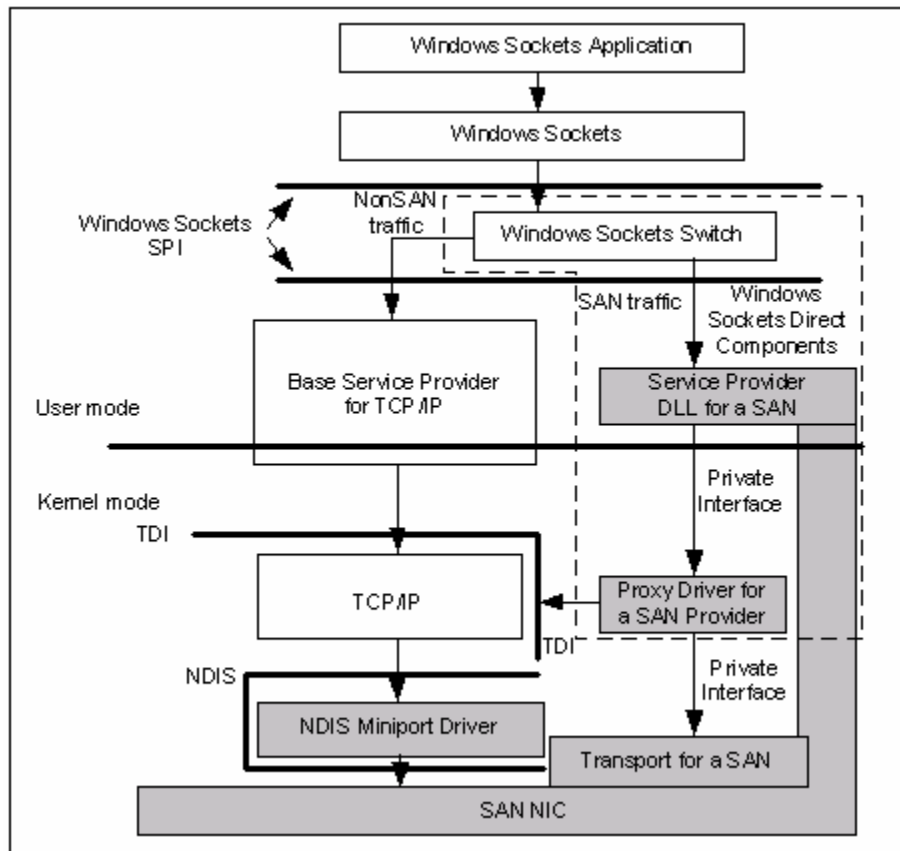 Windows Sockets Application
Windows Sockets
NonSAN
traffic
Windows Sockets
SPI
Windows Sockets Switch
SAN traffic
Windows
Sockets Direct
Components
Base Service Provider
for TCP/IP
Service Provider
DLL for a SAN
User mode
Kernel mode
Private
Interface
TDI
TCP/IP
Proxy Driver for
a SAN Provider
TDI
NDIS
Private
Interface
NDIS Miniport Driver
Transport for a SAN
SAN NIC